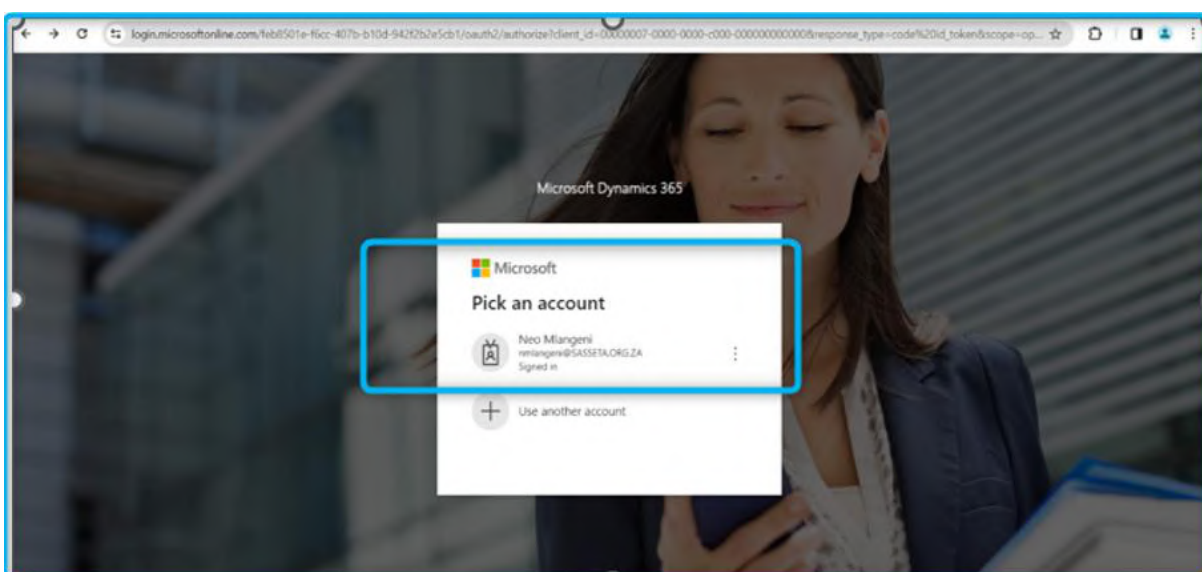 login.microsoftonline.com/feb8501e-f6cc-407b-b10d-942f2b2e5cb1/oauth2/authorize?client_id=00000007-0000-0000-c000-000000000000&response_type=code%20id_token&scope=op...
Microsoft Dynamics 365
Microsoft
Pick an account
Neo Mlangeni
nmlangeni@SASSETA.ORG.ZA
Signed in
Use another account